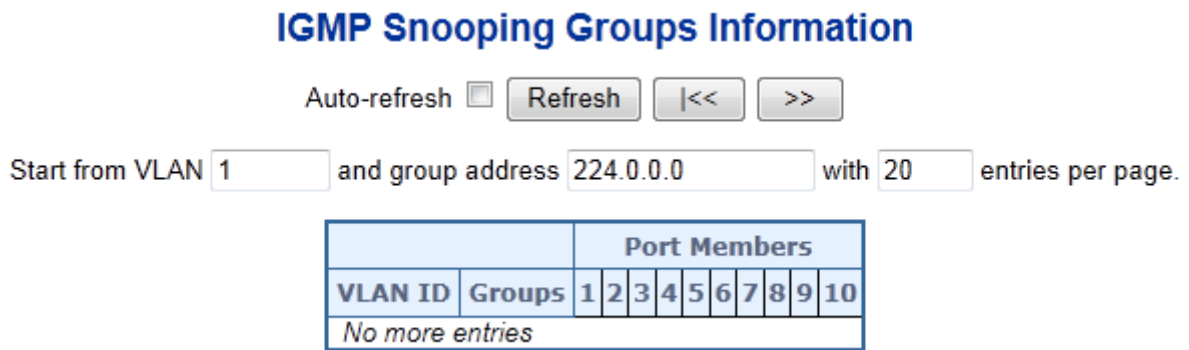 IGMP Snooping Groups Information
Auto-refresh Refresh |<< >>
Start from VLAN 1 and group address 224.0.0.0 with 20 entries per page.
Port Members
VLAN ID Groups 1 2 3 4 5 6 7 8 9 10
No more entries